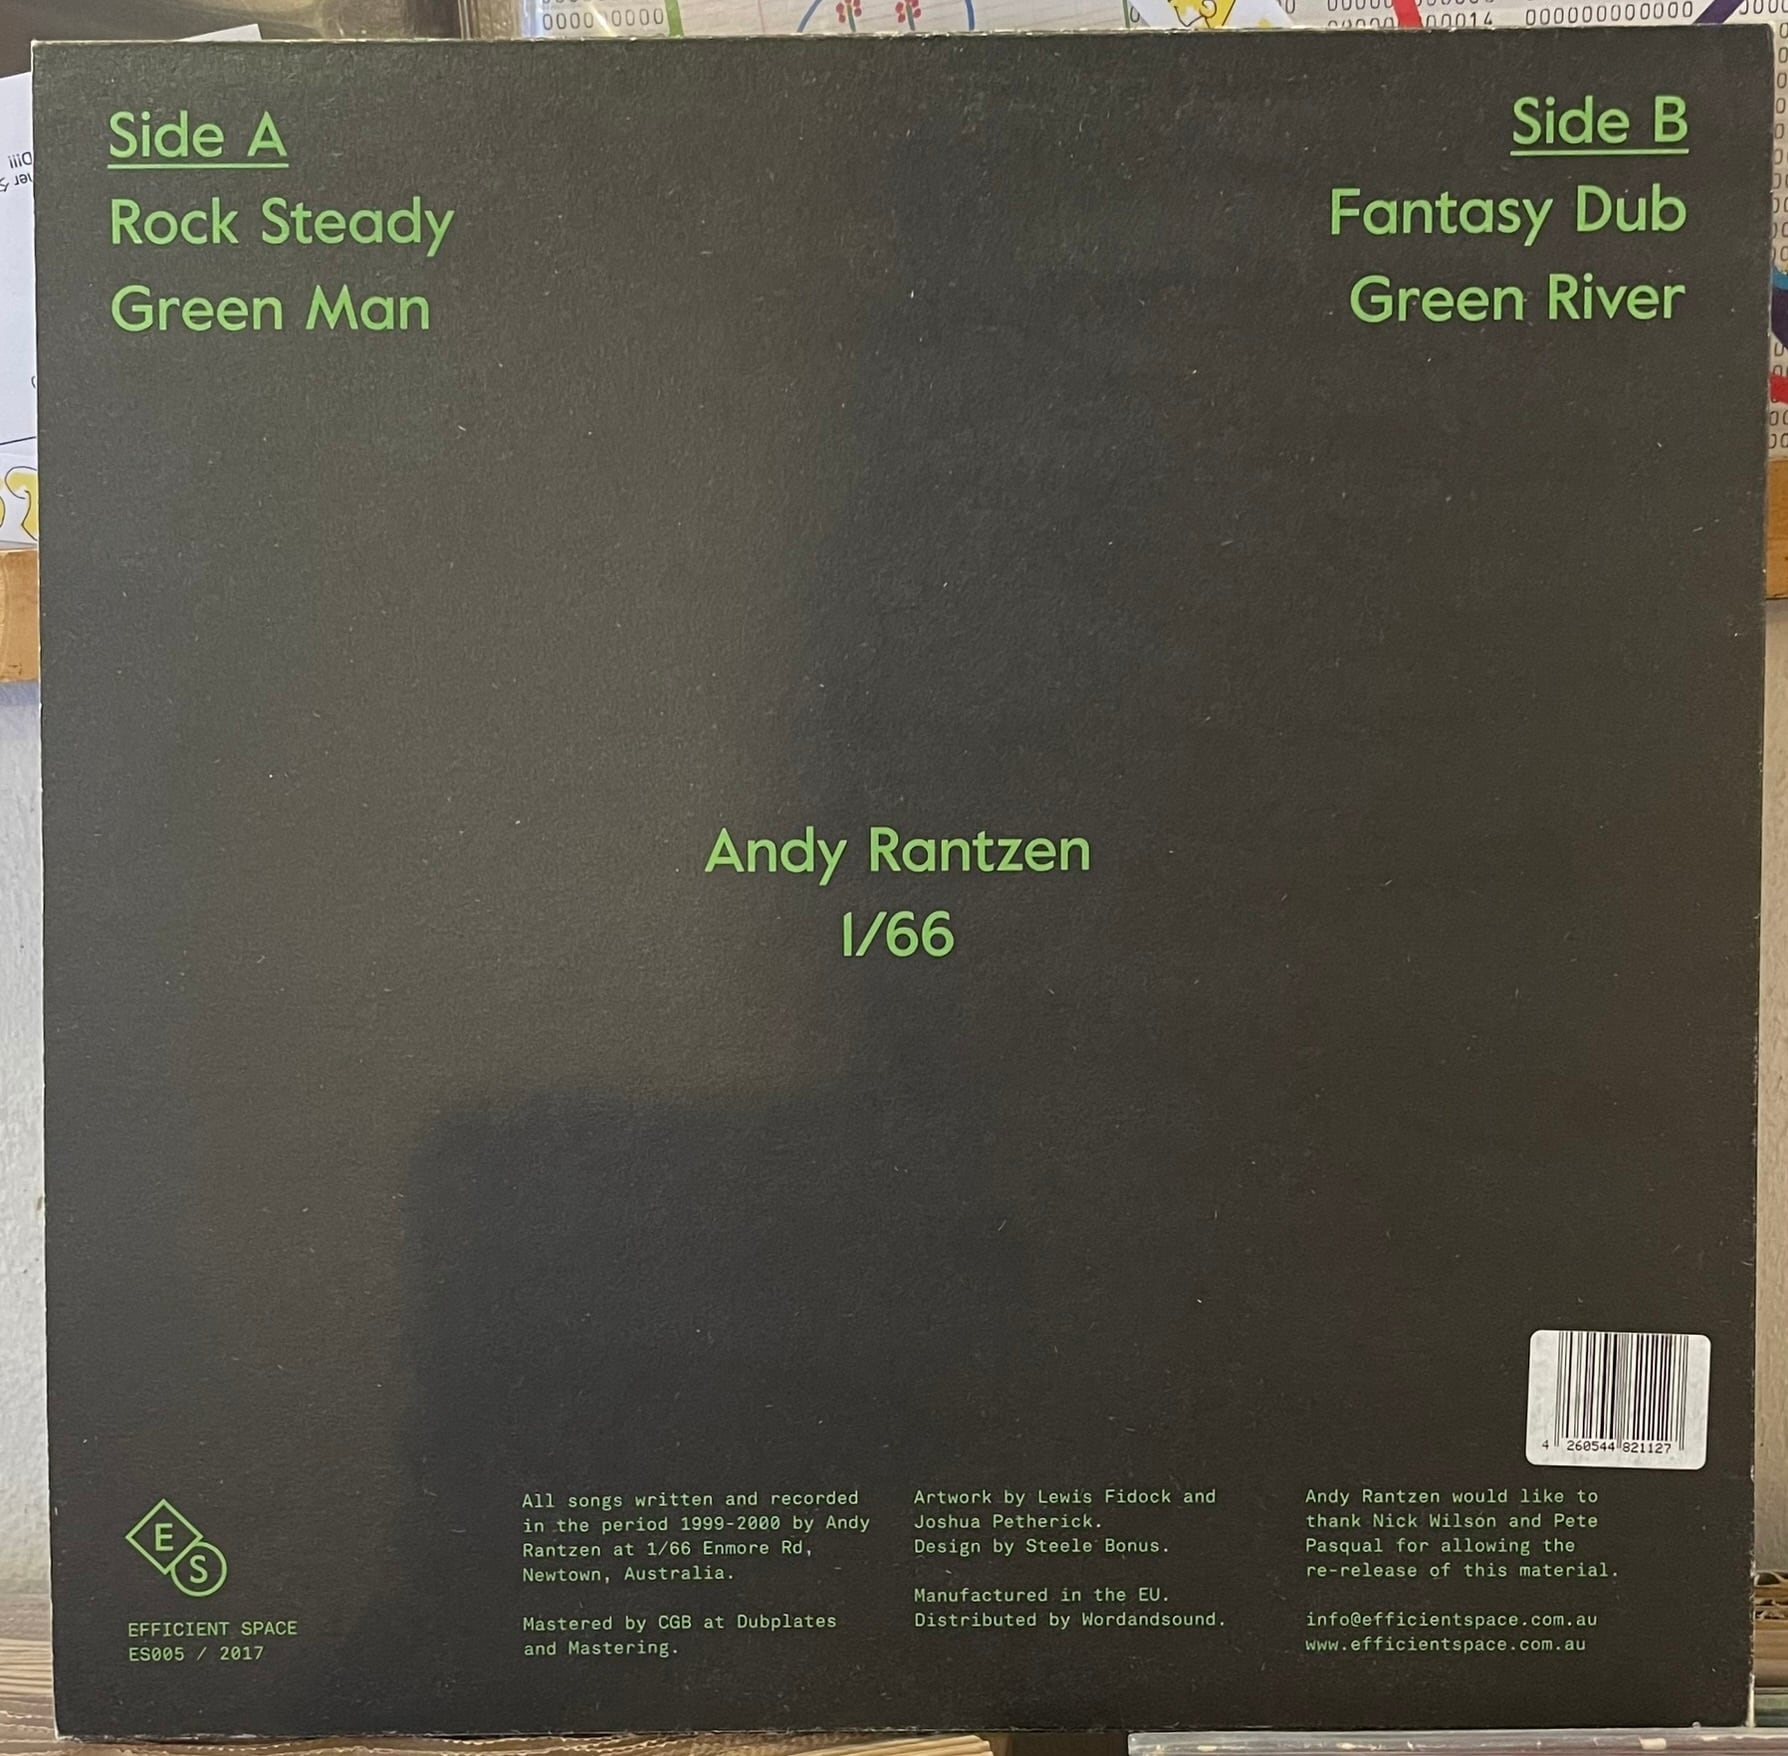 0000 0000
00014
000000000000
Side A
Rock Steady
Green Man
Side B
Fantasy Dub
Green River
Andy Rantzen
1/66
4 260544 821127
E
S
EFFICIENT SPACE
ES005 / 2017
All songs written and recorded
in the period 1999-2000 by Andy
Rantzen at 1/66 Enmore Rd,
Newtown, Australia.
Mastered by CGB at Dubplates
and Mastering.
Artwork by Lewis Fidock and
Joshua Petherick.
Design by Steele Bonus.
Manufactured in the EU.
Distributed by Wordandsound.
Andy Rantzen would like to
thank Nick Wilson and Pete
Pasqual for allowing the
re-release of this material.
info@efficientspace.com.au
www.efficientspace.com.au